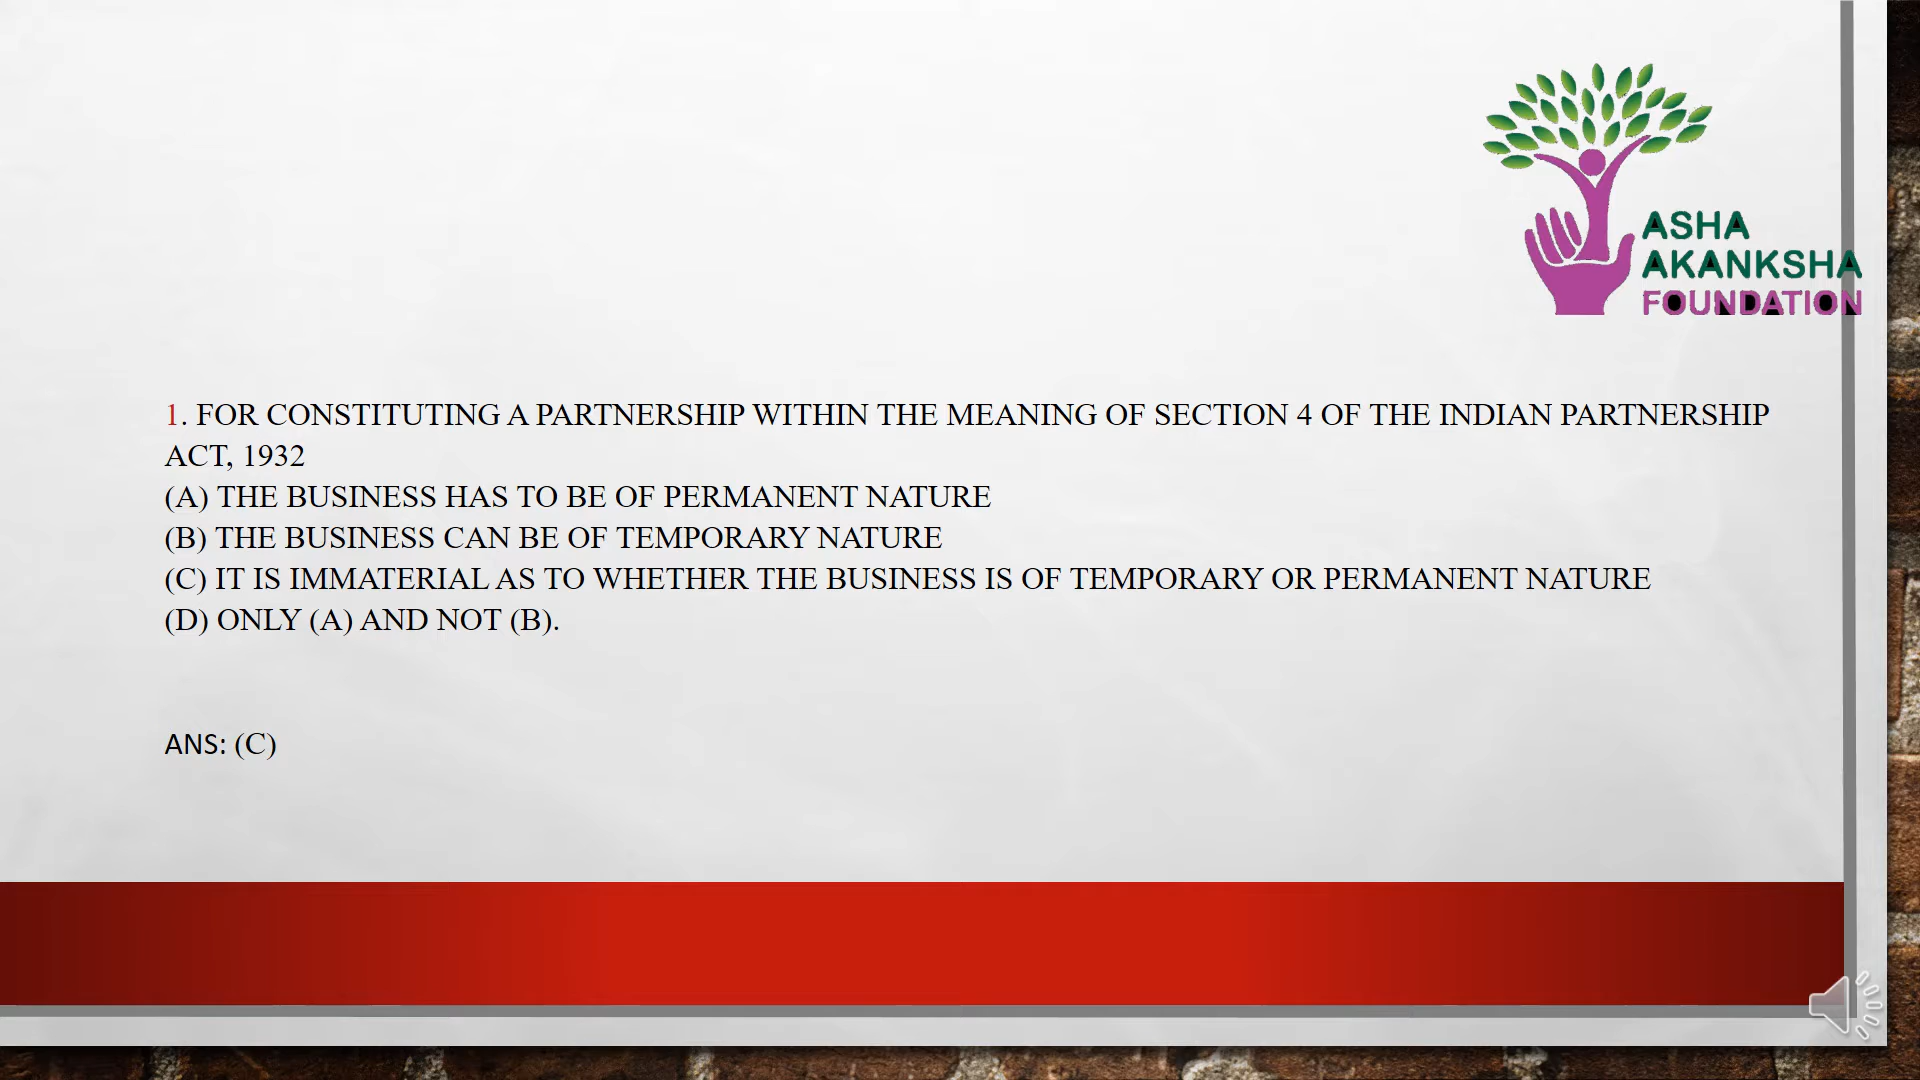 ASHA
AKANKSHA
FOUNDATION
1. FOR CONSTITUTING A PARTNERSHIP WITHIN THE MEANING OF SECTION 4 OF THE INDIAN PARTNERSHIP
ACT, 1932
(A) THE BUSINESS HAS TO BE OF PERMANENT NATURE
(B) THE BUSINESS CAN BE OF TEMPORARY NATURE
(C) IT IS IMMATERIAL AS TO WHETHER THE BUSINESS IS OF TEMPORARY OR PERMANENT NATURE
(D) ONLY (A) AND NOT (B).
ANS: (C)